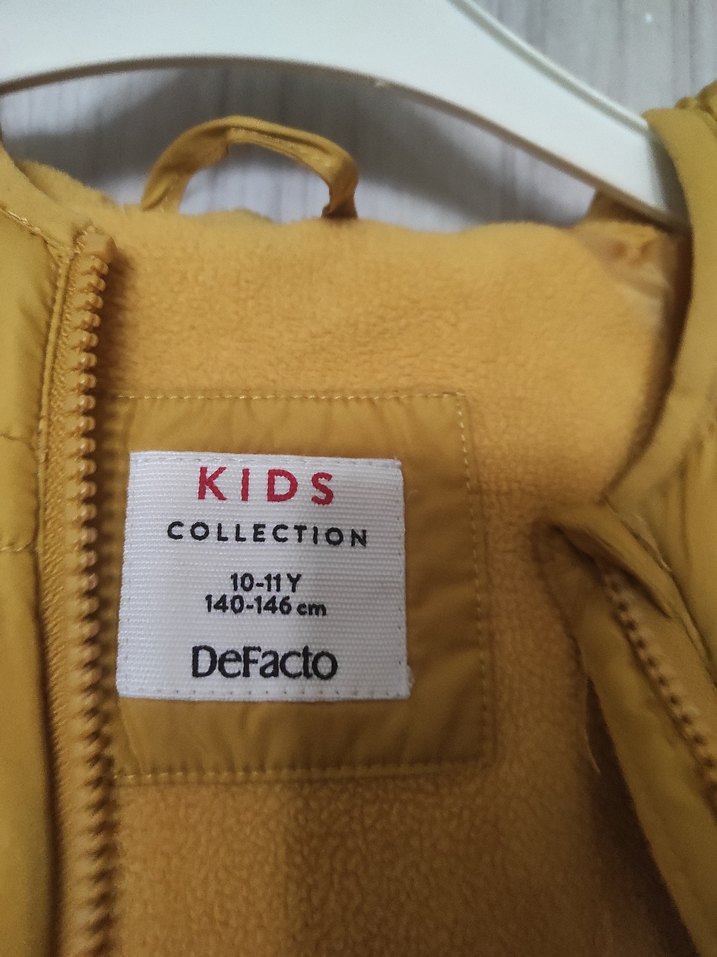 KIDS
COLLECTION
10-11Y
140-146 cm
DeFacto